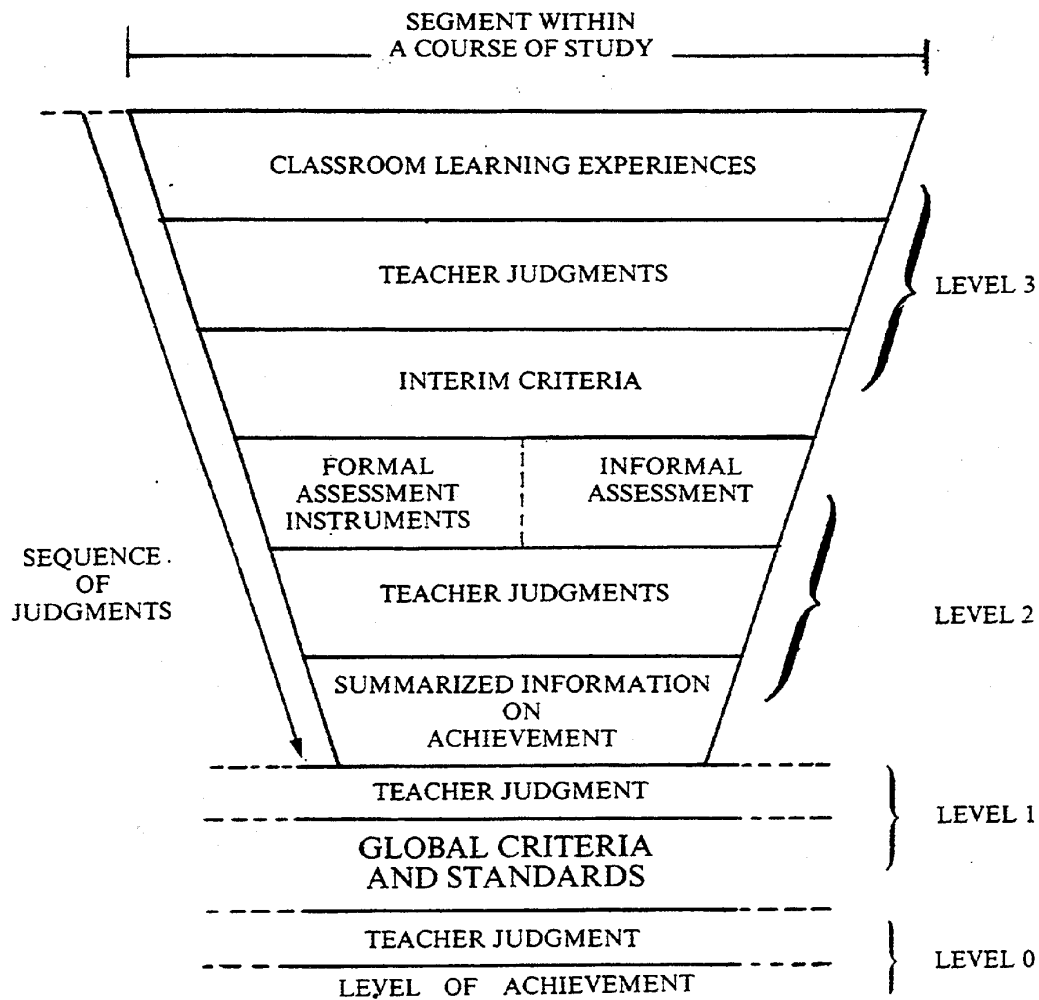 SEGMENT WITHIN
A COURSE OF STUDY
CLASSROOM LEARNING EXPERIENCES
TEACHER JUDGMENTS
LEVEL 3
INTERIM CRITERIA
FORMAL
ASSESSMENT
INSTRUMENTS
INFORMAL
ASSESSMENT
SEQUENCE
OF
JUDGMENTS
TEACHER JUDGMENTS
LEVEL 2
SUMMARIZED INFORMATION
ON
ACHIEVEMENT
TEACHER JUDGMENT
LEVEL 1
GLOBAL CRITERIA
AND STANDARDS
TEACHER JUDGMENT
LEVEL 0
LEVEL OF ACHIEVEMENT